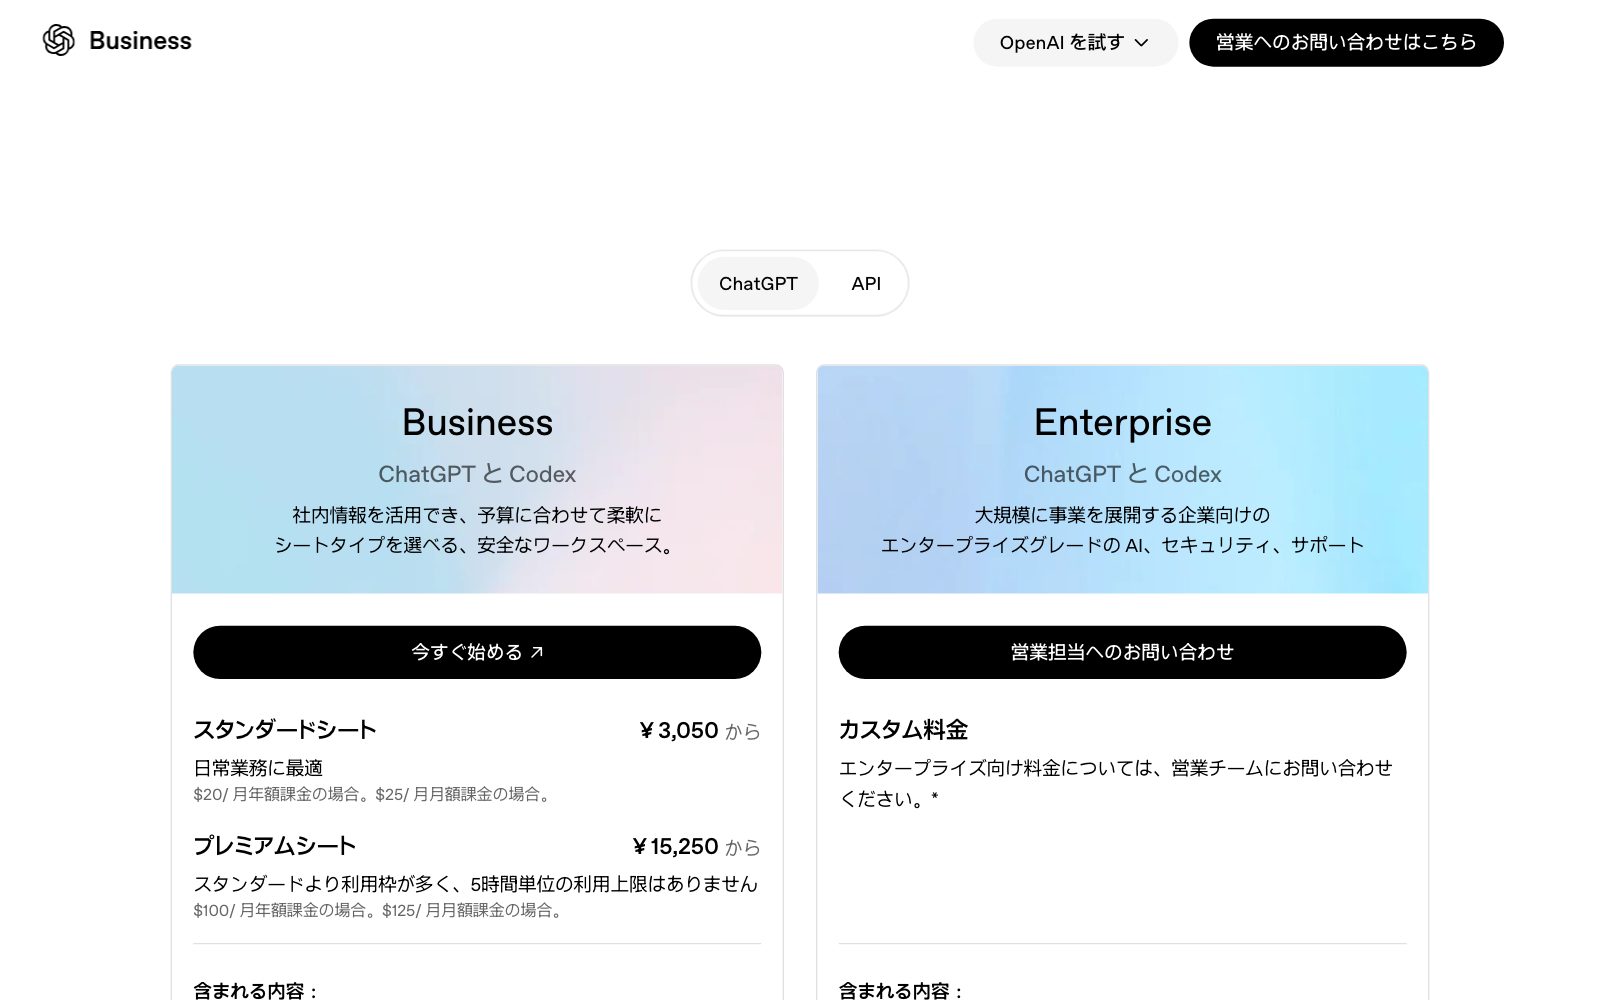 Business
OpenAI を試す
営業へのお問い合わせはこちら
ChatGPT
API
Business
ChatGPT と Codex
社内情報を活用でき、予算に合わせて柔軟に
シートタイプを選べる、安全なワークスペース。
今すぐ始める ↗
スタンダードシート
¥3,050 から
日常業務に最適
$20/ 月年額課金の場合。$25/ 月月額課金の場合。
プレミアムシート
¥15,250 から
スタンダードより利用枠が多く、5時間単位の利用上限はありません
$100/ 月年額課金の場合。$125/ 月月額課金の場合。
含まれる内容：
Enterprise
ChatGPT と Codex
大規模に事業を展開する企業向けの
エンタープライズグレードの AI、セキュリティ、サポート
営業担当へのお問い合わせ
カスタム料金
エンタープライズ向け料金については、営業チームにお問い合わせ
ください。*
含まれる内容：